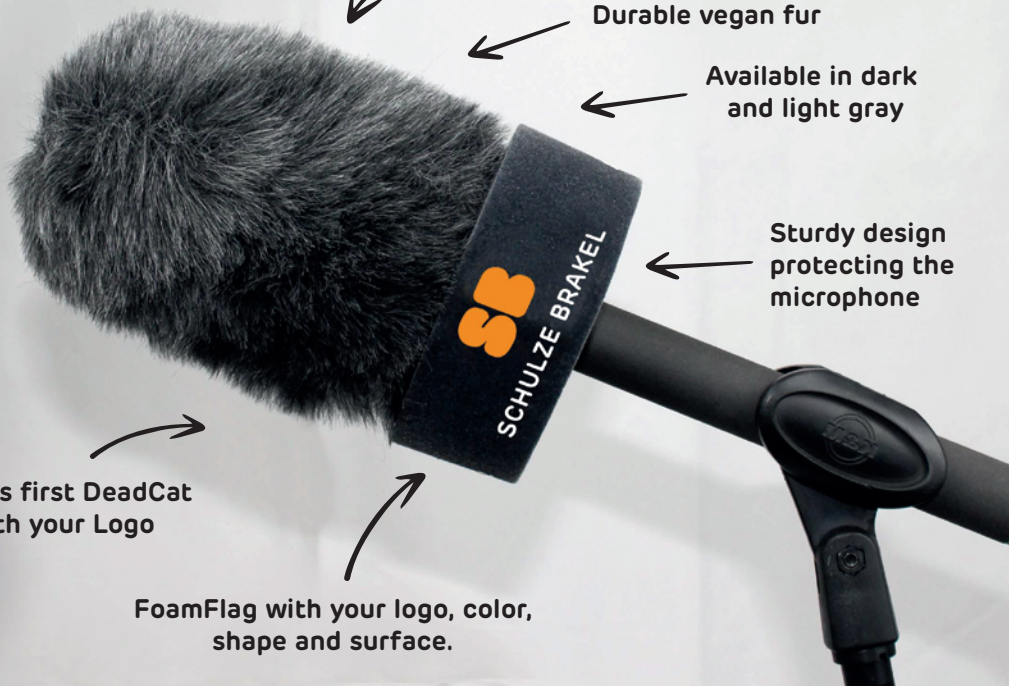 Durable vegan fur
Available in dark
and light gray
Sturdy design
protecting the
microphone
SB
SCHULZE BRAKEL
s first DeadCat
th your Logo
FoamFlag with your logo, color,
shape and surface.